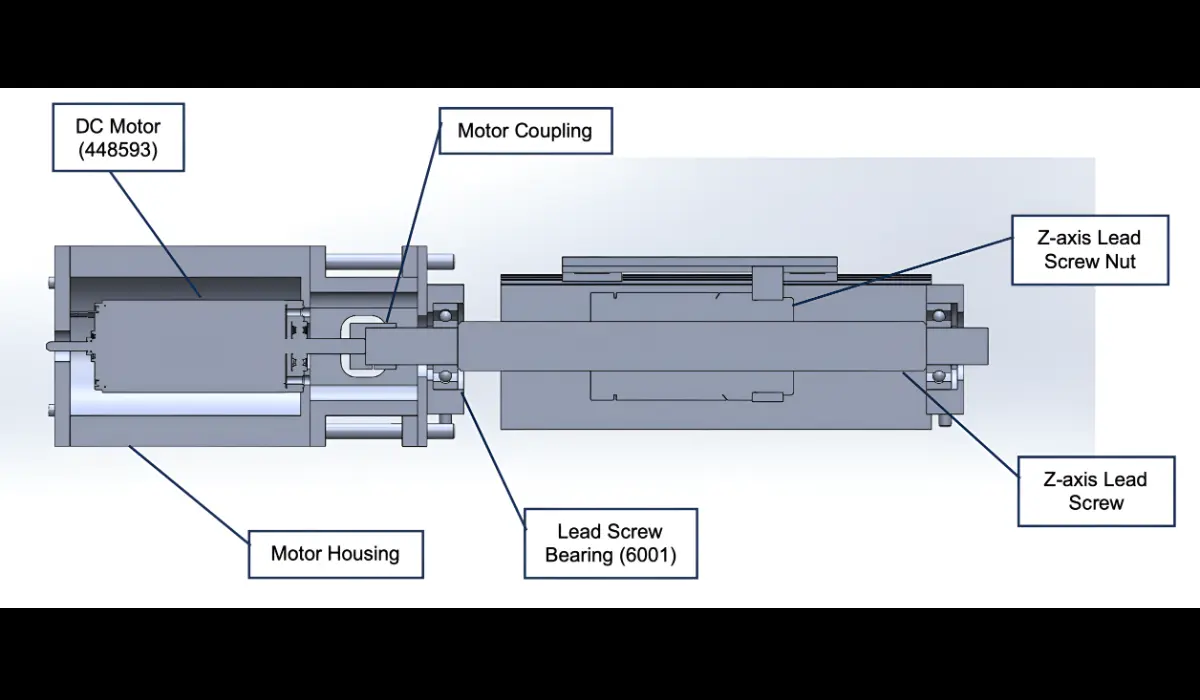 DC Motor
(448593)
Motor Coupling
Z-axis Lead
Screw Nut
Z-axis Lead
Screw
Lead Screw
Bearing (6001)
Motor Housing